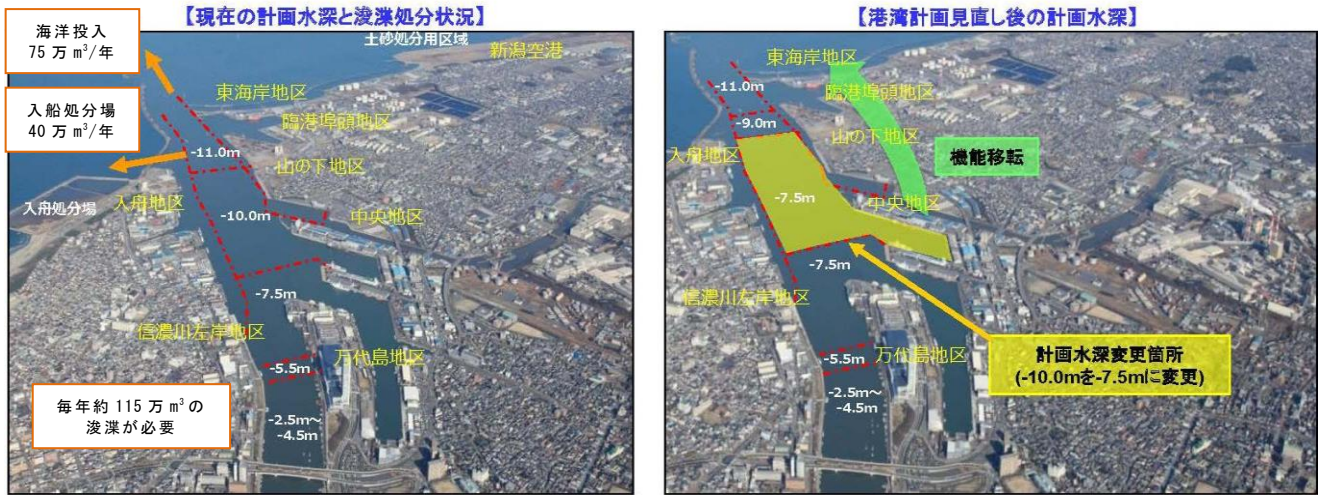 【現在の計画水深と浚渫処分状況】
海洋投入
75万m³/年
土砂処分用区域
新潟空港
東海岸地区
入船処分場
40万m³/年
臨港埠頭地区
-11.0m
山の下地区
入舟処分場
入舟地区
-10.0m
中央地区
-7.5m
信濃川左岸地区
万代島地区
-5.5m
毎年約115万m³の
浚渫が必要
-2.5m～
-4.5m
【港湾計画見直し後の計画水深】
東海岸地区
-11.0m
臨港埠頭地区
-9.0m
山の下地区
入舟地区
機能移転
-7.5m
中央地区
-7.5m
信濃川左岸地区
万代島地区
-5.5m
計画水深変更箇所
(-10.0mを-7.5mに変更)
-2.5m～
-4.5m